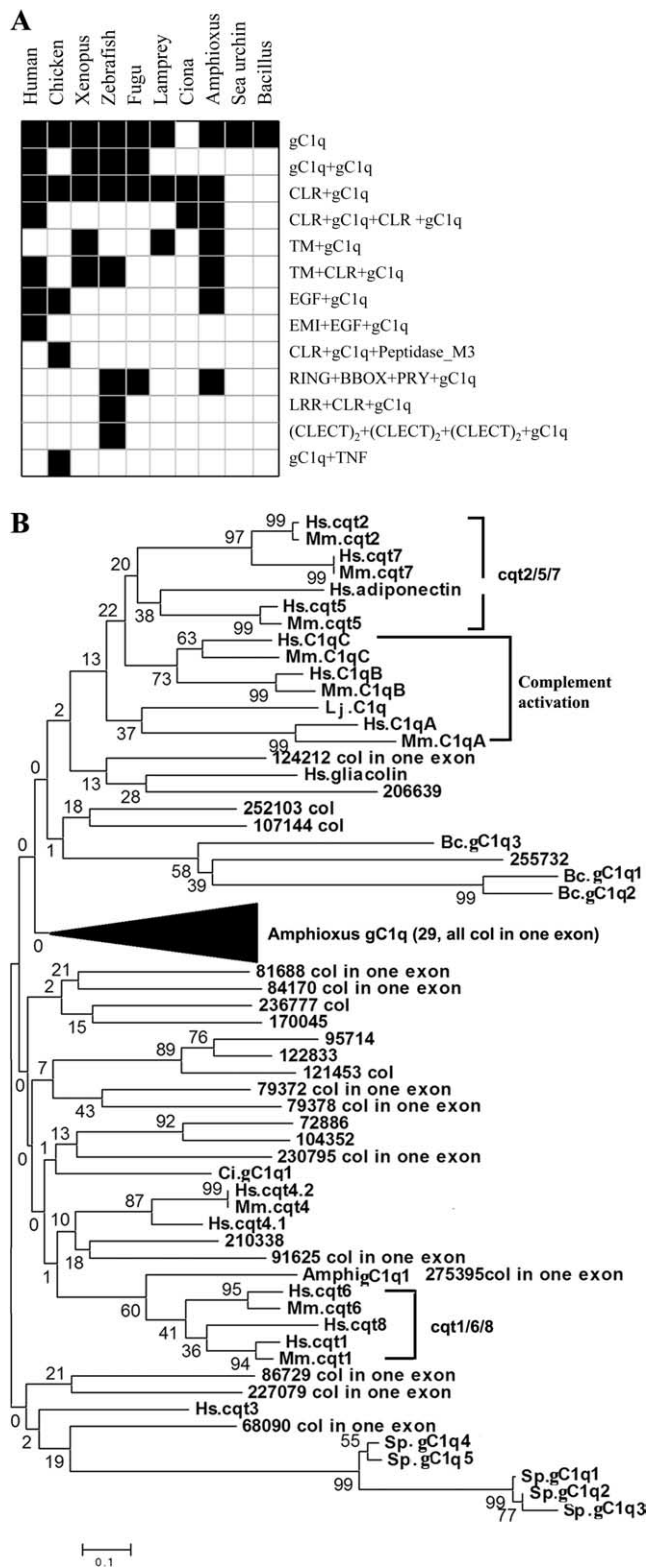 A
Human Chicken Xenopus Zebrafish Fugu Lamprey Ciona Amphioxus Sea urchin Bacillus
gC1q
gC1q+gC1q
CLR+gC1q
CLR+gC1q+CLR +gC1q
TM+gC1q
TM+CLR+gC1q
EGF+gC1q
EMI+EGF+gC1q
CLR+gC1q+Peptidase_M3
RING+BBOX+PRY+gC1q
LRR+CLR+gC1q
(CLECT)2+(CLECT)2+(CLECT)2+gC1q
gC1q+TNF
B
99 Hs.cqt2
97 Mm.cqt2
20 Hs.cqt7
99 Mm.cqt7
cqt2/5/7
Hs.adiponectin
38 Hs.cqt5
22 99 Mm.cqt5
63 Hs.C1qC
13 Mm.C1qC
73 Hs.C1qB
99 Mm.C1qB
Complement
activation
2 Lj.C1q
37 Hs.C1qA
99 Mm.C1qA
0 13 124212 col in one exon
Hs.gliacolin
28 206639
18 252103 col
0 1 107144 col
Bc.gC1q3
58 255732
39 Bc.gC1q1
99 Bc.gC1q2
0 Amphioxus gC1q (29, all col in one exon)
21 81688 col in one exon
2 84170 col in one exon
236777 col
15 170045
76 95714
0 7 89 122833
121453 col
79372 col in one exon
43 79378 col in one exon
92 72886
0 1 13 104352
230795 col in one exon
Ci.gC1q1
99 Hs.cqt4.2
0 87 Mm.cqt4
10 Hs.cqt4.1
210338
1 18 91625 col in one exon
AmphigC1q1 275395col in one exon
60 95 Hs.cqt6
Mm.cqt6
41 Hs.cqt8
cqt1/6/8
36 Hs.cqt1
94 Mm.cqt1
21 86729 col in one exon
0 227079 col in one exon
Hs.cqt3
2 68090 col in one exon
19 55 Sp.gC1q4
Sp.gC1q5
99 Sp.gC1q1
99 Sp.gC1q2
77 Sp.gC1q3
0.1